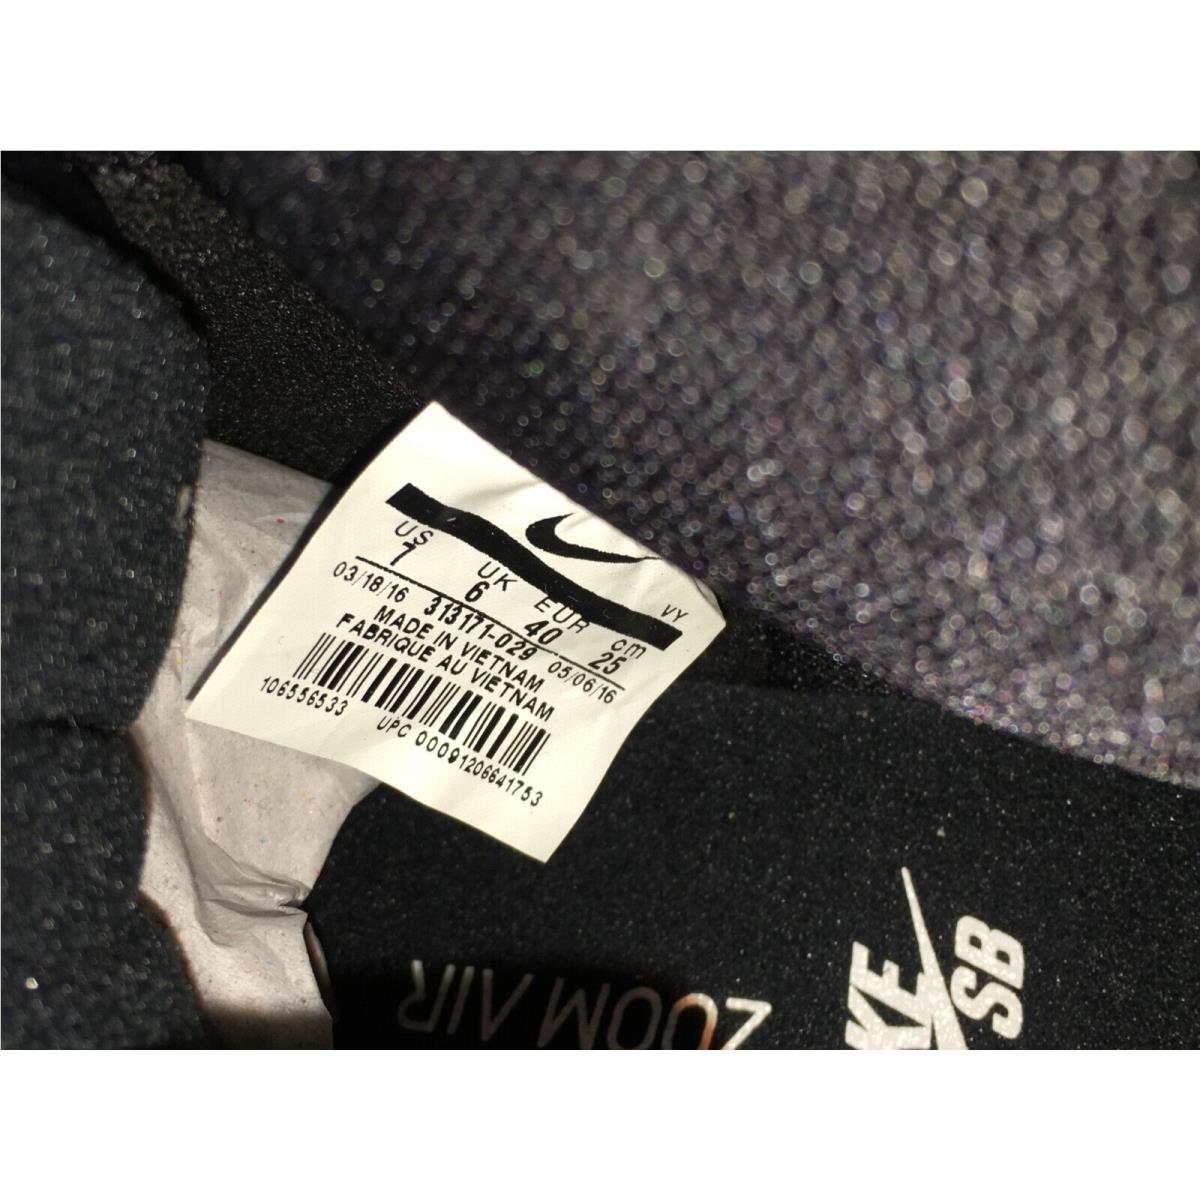 US UK EUR cm VY
7 6 40 25
03/18/16 313171-029 05/06/16
MADE IN VIETNAM
FABRIQUE AU VIETNAM
106556533 UPC 00091206641753
ZOOM AIR
SB